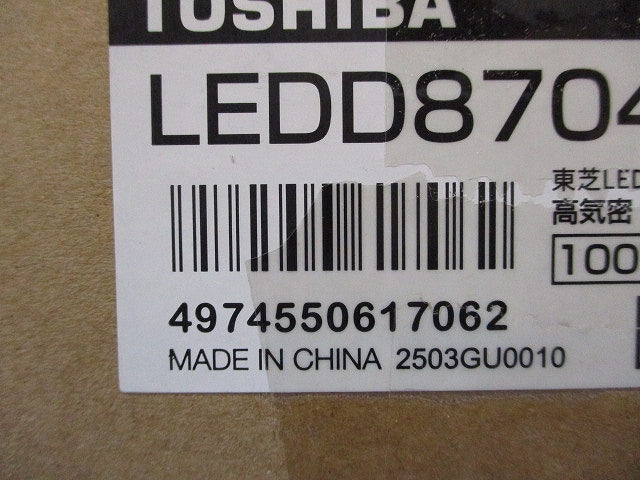 TOSHIBA
LEDD8704
東芝LED
高気密
100
4974550617062
MADE IN CHINA 2503GU0010